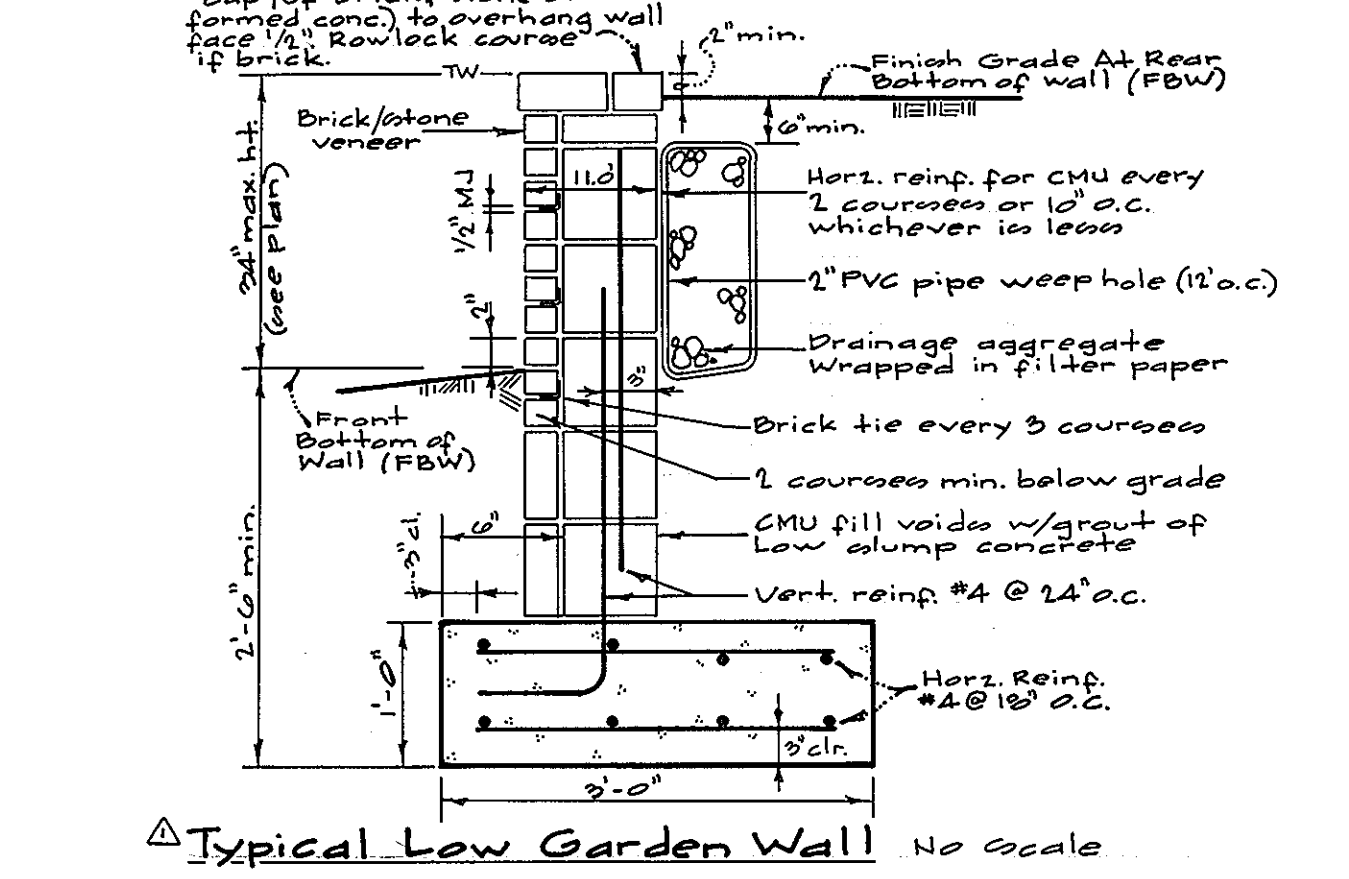 formed conc.) to overhang wall
face 1/2". Rowlock course
if brick.
2" min.
TW
Finish Grade At Rear
Bottom of wall (FBW)
Brick/stone
veneer
6" min.
34" max. ht.
(see plan)
1/2" MJ
11.0'
Horz. reinf. for CMU every
2 courses or 10" o.c.
whichever is less
2" PVC pipe weep hole (12' o.c.)
2"
Drainage aggregate
Wrapped in filter paper
3"
Front
Bottom of
Wall (FBW)
Brick tie every 3 courses
2 courses min. below grade
3" cl.
6"
CMU fill voids w/grout of
Low slump concrete
Vert. reinf. #4 @ 24" o.c.
2'-6" min.
1'-0"
Horz. Reinf.
#4 @ 18" O.C.
3" clr.
3'-0"
1 Typical Low Garden Wall No Scale